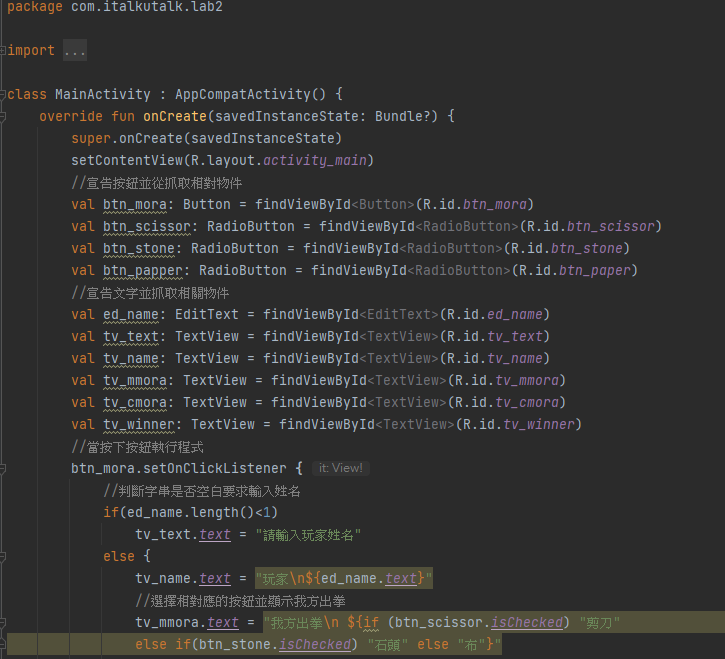 package com.italkutalk.lab2
import ...
class MainActivity : AppCompatActivity() {
override fun onCreate(savedInstanceState: Bundle?) {
super.onCreate(savedInstanceState)
setContentView(R.layout.activity_main)
//宣告按鈕並從抓取相對物件
val btn_mora: Button = findViewById<Button>(R.id.btn_mora)
val btn_scissor: RadioButton = findViewById<RadioButton>(R.id.btn_scissor)
val btn_stone: RadioButton = findViewById<RadioButton>(R.id.btn_stone)
val btn_papper: RadioButton = findViewById<RadioButton>(R.id.btn_paper)
//宣告文字並抓取相關物件
val ed_name: EditText = findViewById<EditText>(R.id.ed_name)
val tv_text: TextView = findViewById<TextView>(R.id.tv_text)
val tv_name: TextView = findViewById<TextView>(R.id.tv_name)
val tv_mmora: TextView = findViewById<TextView>(R.id.tv_mmora)
val tv_cmora: TextView = findViewById<TextView>(R.id.tv_cmora)
val tv_winner: TextView = findViewById<TextView>(R.id.tv_winner)
//當按下按鈕執行程式
btn_mora.setOnClickListener { it: View!
//判斷字串是否空白要求輸入姓名
if(ed_name.length()<1)
tv_text.text = "請輸入玩家姓名"
else {
tv_name.text = "玩家\n${ed_name.text}"
//選擇相對應的按鈕並顯示我方出拳
tv_mmora.text = "我方出拳\n ${if (btn_scissor.isChecked) "剪刀"
else if(btn_stone.isChecked) "石頭" else "布"}"